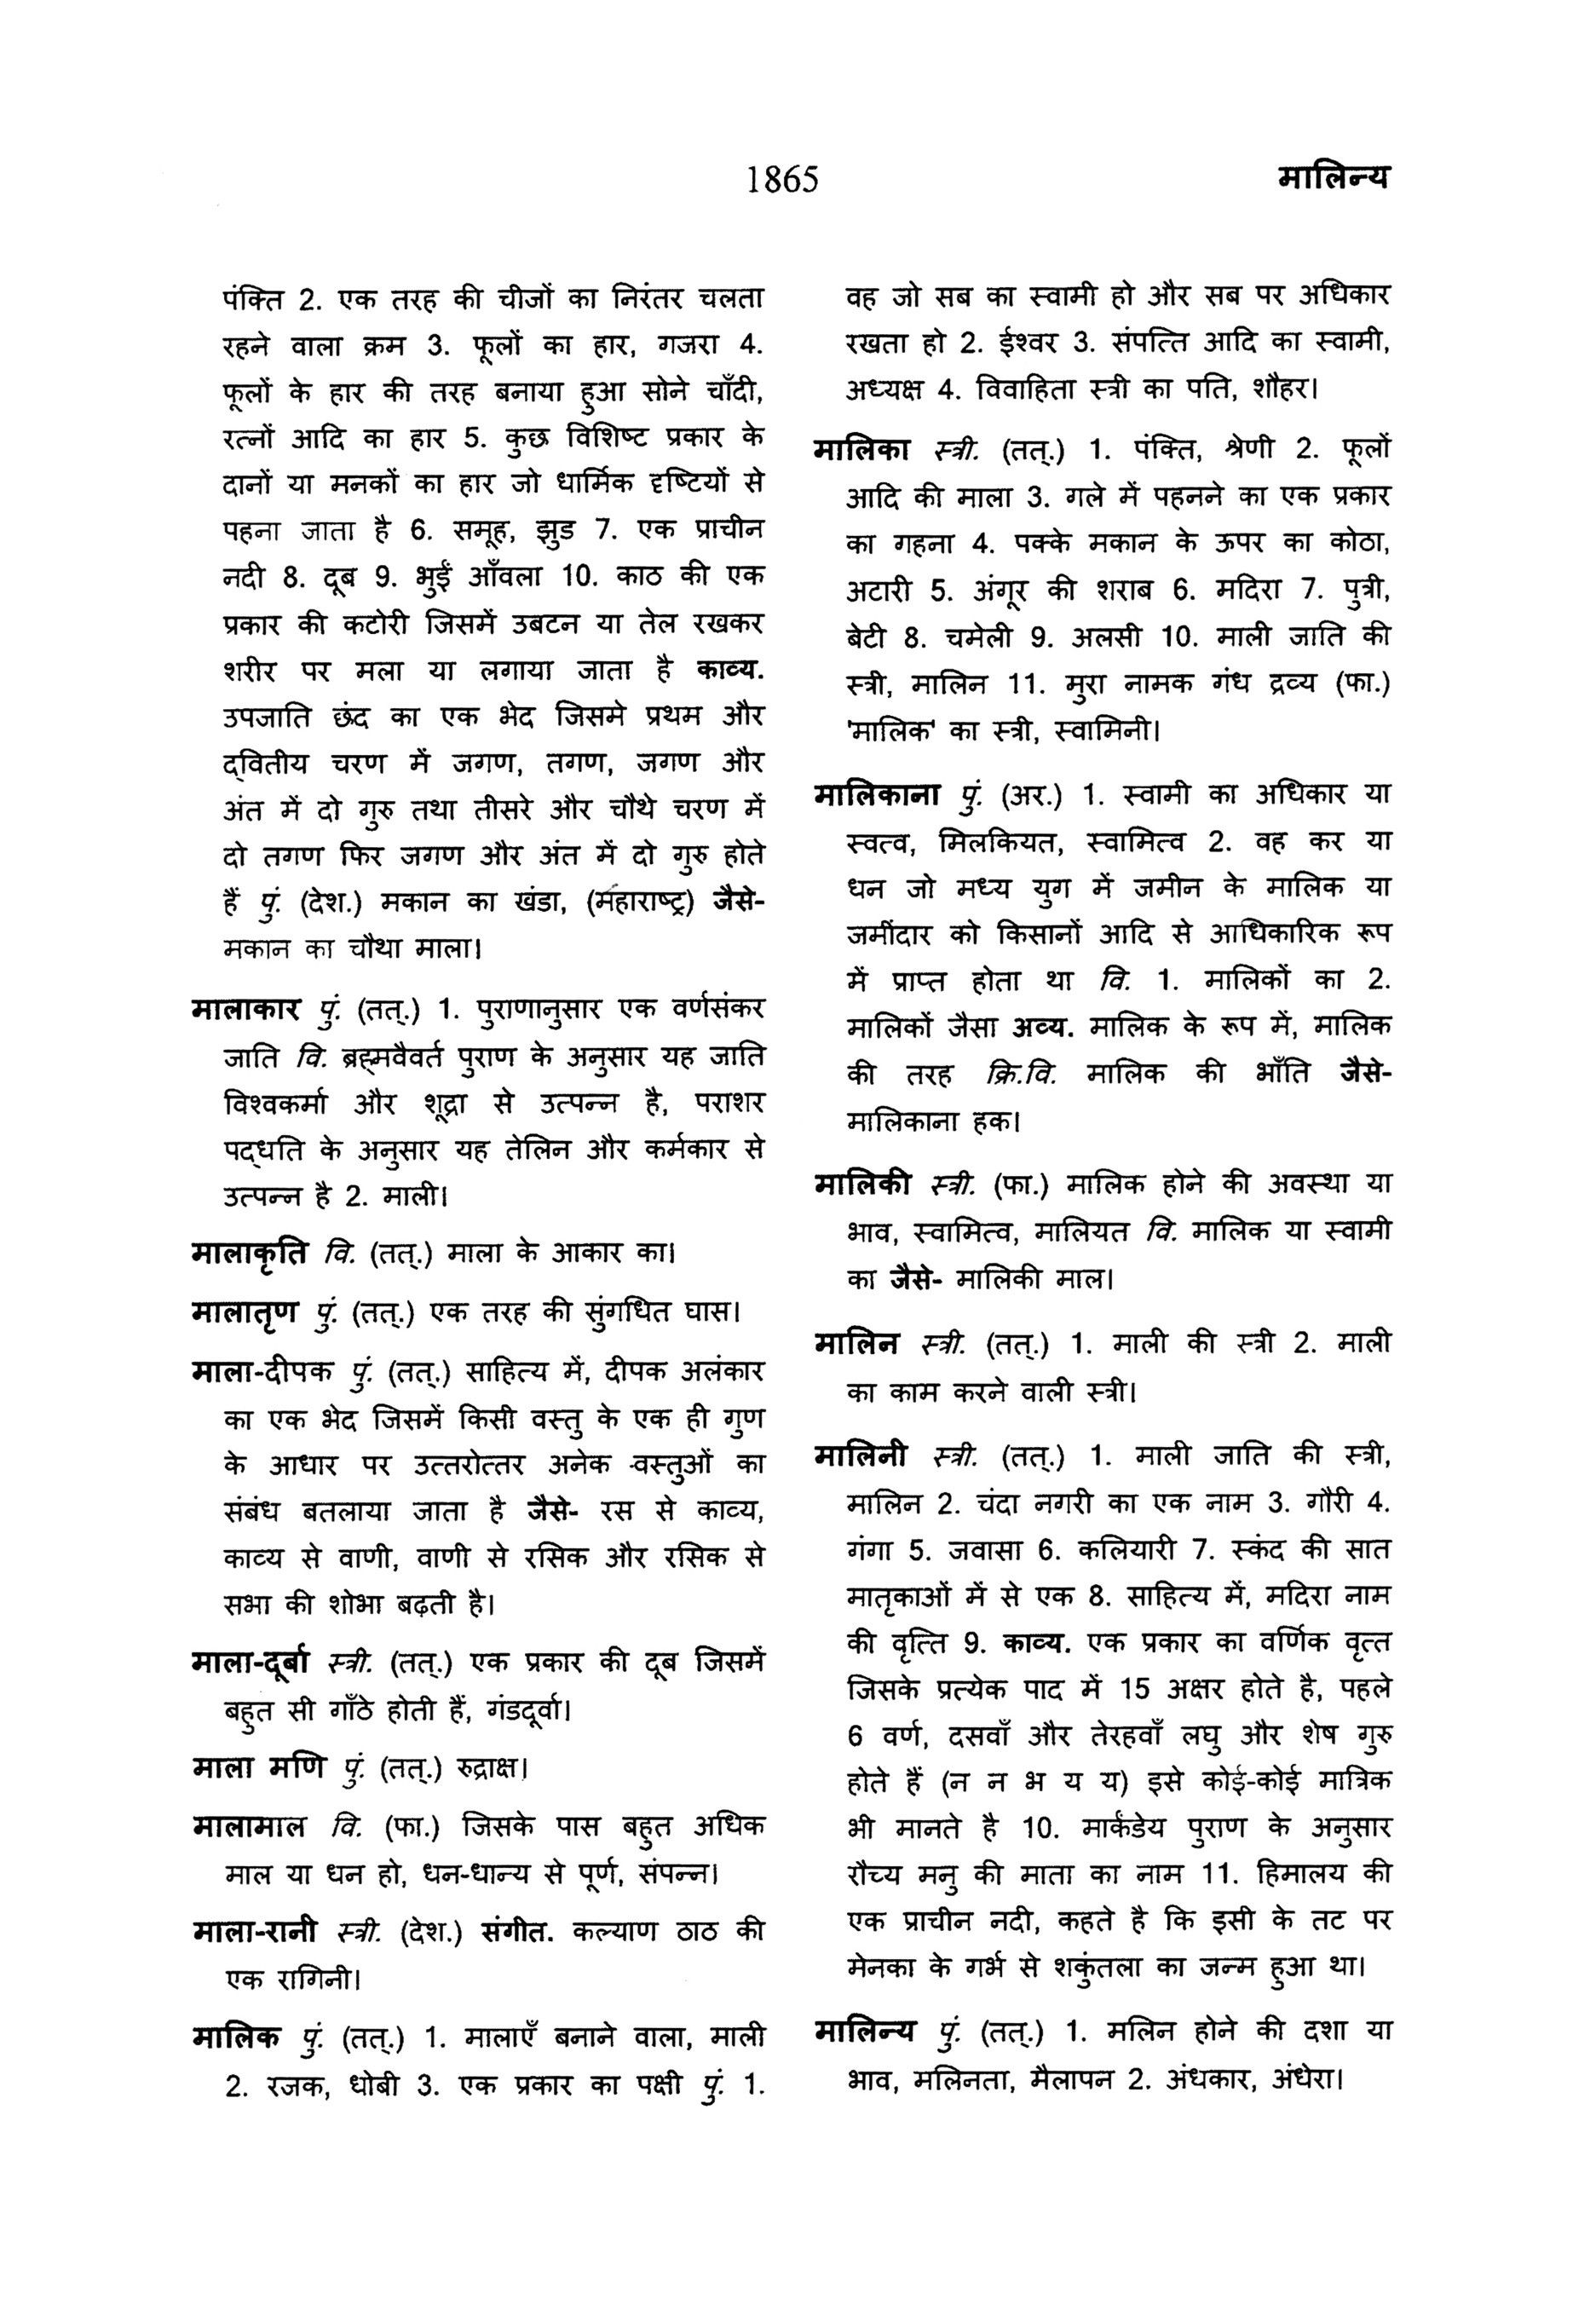 1865
मालिन्य
पंक्ति 2. एक तरह की चीजों का निरंतर चलता
रहने वाला क्रम 3. फूलों का हार, गजरा 4.
फूलों के हार की तरह बनाया हुआ सोने चाँदी,
रत्नों आदि का हार 5. कुछ विशिष्ट प्रकार के
दानों या मनकों का हार जो धार्मिक दृष्टियों से
पहना जाता है 6. समूह, झुड 7. एक प्राचीन
नदी 8. दूब 9. भुईं आँवला 10. काठ की एक
प्रकार की कटोरी जिसमें उबटन या तेल रखकर
शरीर पर मला या लगाया जाता है काव्य.
उपजाति छंद का एक भेद जिसमे प्रथम और
द्‌वितीय चरण में जगण, तगण, जगण और
अंत में दो गुरु तथा तीसरे और चौथे चरण में
दो तगण फिर जगण और अंत में दो गुरु होते
हैं पुं. (देश.) मकान का खंडा, (महाराष्ट्र) जैसे-
मकान का चौथा माला।
मालाकार पुं. (तत्.) 1. पुराणानुसार एक वर्णसंकर
जाति वि. ब्रह्मवैवर्त पुराण के अनुसार यह जाति
विश्वकर्मा और शूद्रा से उत्पन्न है, पराशर
पद्‌धति के अनुसार यह तेलिन और कर्मकार से
उत्पन्न है 2. माली।
मालाकृति वि. (तत्.) माला के आकार का।
मालातृण पुं. (तत्.) एक तरह की सुंगधित घास।
माला-दीपक पुं. (तत्.) साहित्य में, दीपक अलंकार
का एक भेद जिसमें किसी वस्तु के एक ही गुण
के आधार पर उत्तरोत्तर अनेक वस्तुओं का
संबंध बतलाया जाता है जैसे- रस से काव्य,
काव्य से वाणी, वाणी से रसिक और रसिक से
सभा की शोभा बढ़ती है।
माला-दूर्बा स्त्री. (तत्.) एक प्रकार की दूब जिसमें
बहुत सी गाँठे होती हैं, गंडदूर्वा।
माला मणि पुं. (तत्.) रुद्राक्ष।
मालामाल वि. (फा.) जिसके पास बहुत अधिक
माल या धन हो, धन-धान्य से पूर्ण, संपन्न।
माला-रानी स्त्री. (देश.) संगीत. कल्याण ठाठ की
एक रागिनी।
मालिक पुं. (तत्.) 1. मालाएँ बनाने वाला, माली
2. रजक, धोबी 3. एक प्रकार का पक्षी पुं. 1.
वह जो सब का स्वामी हो और सब पर अधिकार
रखता हो 2. ईश्वर 3. संपत्ति आदि का स्वामी,
अध्यक्ष 4. विवाहिता स्त्री का पति, शौहर।
मालिका स्त्री. (तत्.) 1. पंक्ति, श्रेणी 2. फूलों
आदि की माला 3. गले में पहनने का एक प्रकार
का गहना 4. पक्के मकान के ऊपर का कोठा,
अटारी 5. अंगूर की शराब 6. मदिरा 7. पुत्री,
बेटी 8. चमेली 9. अलसी 10. माली जाति की
स्त्री, मालिन 11. मुरा नामक गंध द्रव्य (फा.)
'मालिक' का स्त्री, स्वामिनी।
मालिकाना पुं. (अर.) 1. स्वामी का अधिकार या
स्वत्व, मिलकियत, स्वामित्व 2. वह कर या
धन जो मध्य युग में जमीन के मालिक या
जमींदार को किसानों आदि से आधिकारिक रूप
में प्राप्त होता था वि. 1. मालिकों का 2.
मालिकों जैसा अव्य. मालिक के रूप में, मालिक
की तरह क्रि.वि. मालिक की भाँति जैसे-
मालिकाना हक।
मालिकी स्त्री. (फा.) मालिक होने की अवस्था या
भाव, स्वामित्व, मालियत वि. मालिक या स्वामी
का जैसे- मालिकी माल।
मालिन स्त्री. (तत्.) 1. माली की स्त्री 2. माली
का काम करने वाली स्त्री।
मालिनी स्त्री. (तत्.) 1. माली जाति की स्त्री,
मालिन 2. चंदा नगरी का एक नाम 3. गौरी 4.
गंगा 5. जवासा 6. कलियारी 7. स्कंद की सात
मातृकाओं में से एक 8. साहित्य में, मदिरा नाम
की वृत्ति 9. काव्य. एक प्रकार का वर्णिक वृत्त
जिसके प्रत्येक पाद में 15 अक्षर होते है, पहले
6 वर्ण, दसवाँ और तेरहवाँ लघु और शेष गुरु
होते हैं (न न भ य य) इसे कोई-कोई मात्रिक
भी मानते है 10. मार्कंडेय पुराण के अनुसार
रौच्य मनु की माता का नाम 11. हिमालय की
एक प्राचीन नदी, कहते है कि इसी के तट पर
मेनका के गर्भ से शकुंतला का जन्म हुआ था।
मालिन्य पुं. (तत्.) 1. मलिन होने की दशा या
भाव, मलिनता, मैलापन 2. अंधकार, अंधेरा।